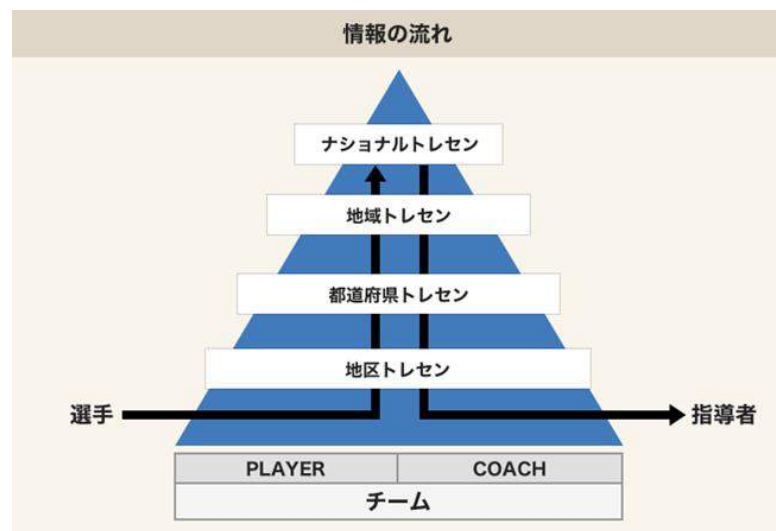 情報の流れ
ナショナルトレセン
地域トレセン
都道府県トレセン
地区トレセン
選手
指導者
PLAYER
COACH
チーム